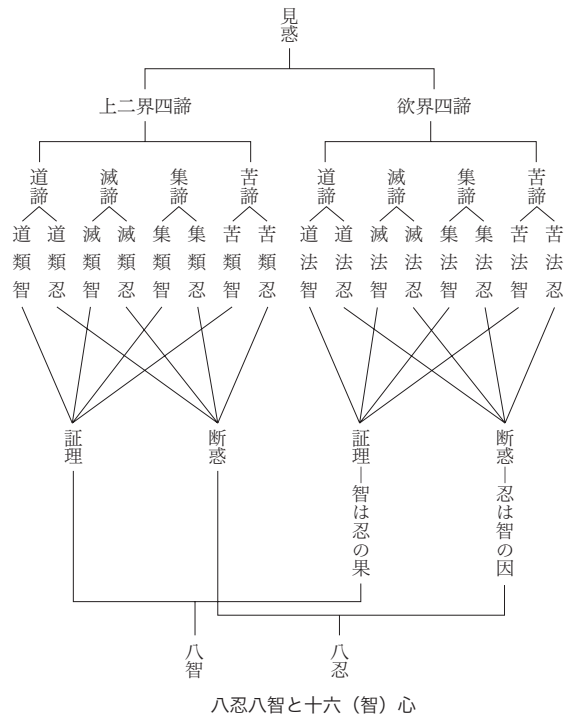 見惑
欲界四諦
上二界四諦
苦諦
集諦
滅諦
道諦
苦諦
集諦
滅諦
道諦
苦法忍
苦法智
集法忍
集法智
滅法忍
滅法智
道法忍
道法智
苦類忍
苦類智
集類忍
集類智
滅類忍
滅類智
道類忍
道類智
断惑―忍は智の因
証理―智は忍の果
断惑
証理
八忍
八智
八忍八智と十六（智）心